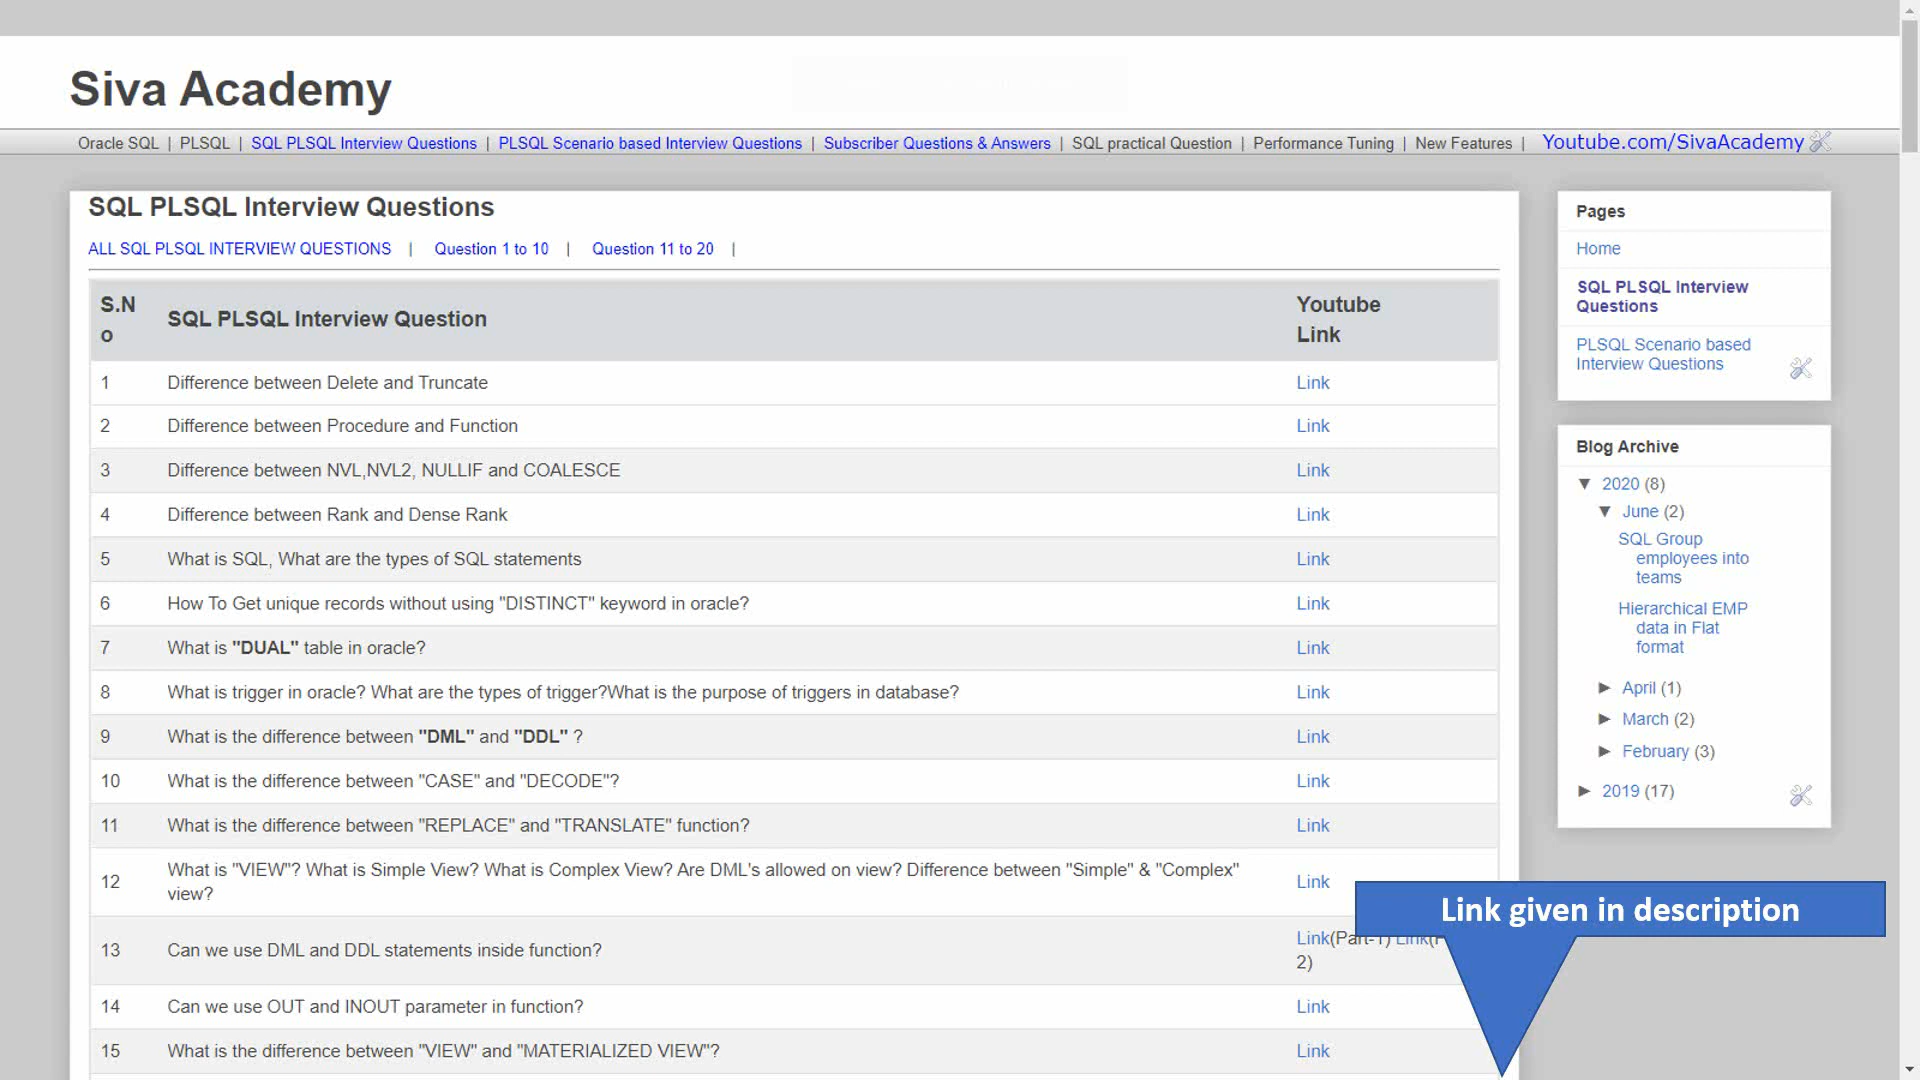 Siva Academy
Oracle SQL | PLSQL | SQL PLSQL Interview Questions | PLSQL Scenario based Interview Questions | Subscriber Questions & Answers | SQL practical Question | Performance Tuning | New Features | Youtube.com/SivaAcademy
SQL PLSQL Interview Questions
ALL SQL PLSQL INTERVIEW QUESTIONS | Question 1 to 10 | Question 11 to 20 |
S.N
o
SQL PLSQL Interview Question
Youtube
Link
1 Difference between Delete and Truncate Link
2 Difference between Procedure and Function Link
3 Difference between NVL,NVL2, NULLIF and COALESCE Link
4 Difference between Rank and Dense Rank Link
5 What is SQL, What are the types of SQL statements Link
6 How To Get unique records without using "DISTINCT" keyword in oracle? Link
7 What is "DUAL" table in oracle? Link
8 What is trigger in oracle? What are the types of trigger?What is the purpose of triggers in database? Link
9 What is the difference between "DML" and "DDL" ? Link
10 What is the difference between "CASE" and "DECODE"? Link
11 What is the difference between "REPLACE" and "TRANSLATE" function? Link
12 What is "VIEW"? What is Simple View? What is Complex View? Are DML's allowed on view? Difference between "Simple" & "Complex"
view? Link
13 Can we use DML and DDL statements inside function? Link(Part-1) Link(
2)
14 Can we use OUT and INOUT parameter in function? Link
15 What is the difference between "VIEW" and "MATERIALIZED VIEW"? Link
Pages
Home
SQL PLSQL Interview
Questions
PLSQL Scenario based
Interview Questions
Blog Archive
▼ 2020 (8)
▼ June (2)
SQL Group
employees into
teams
Hierarchical EMP
data in Flat
format
► April (1)
► March (2)
► February (3)
► 2019 (17)
Link given in description